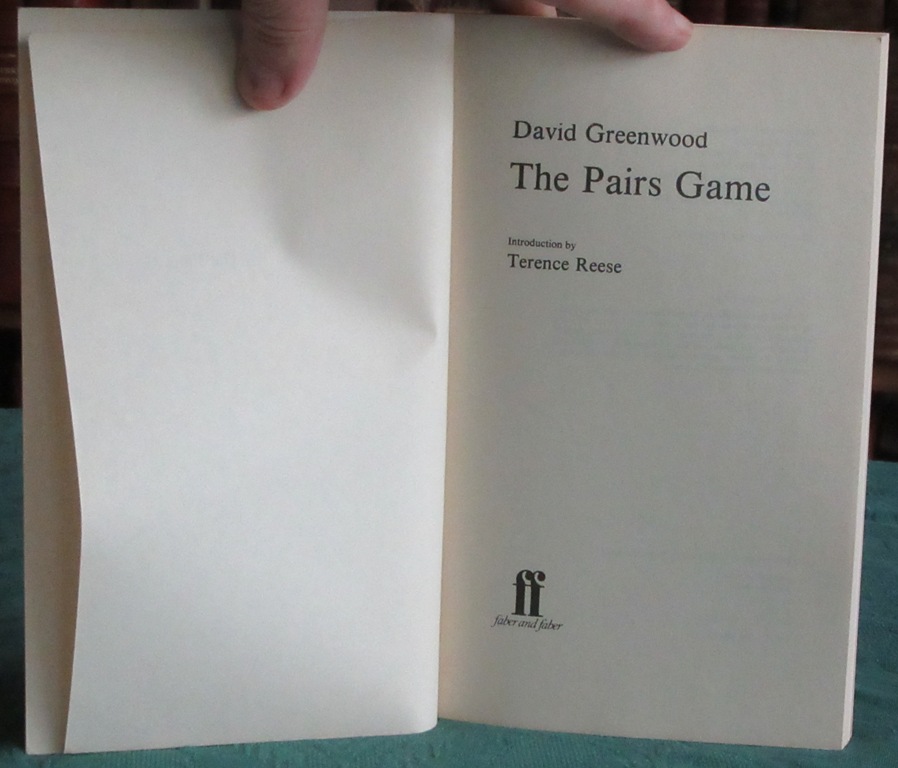 David Greenwood
The Pairs Game
Introduction by
Terence Reese
ff
faber and faber